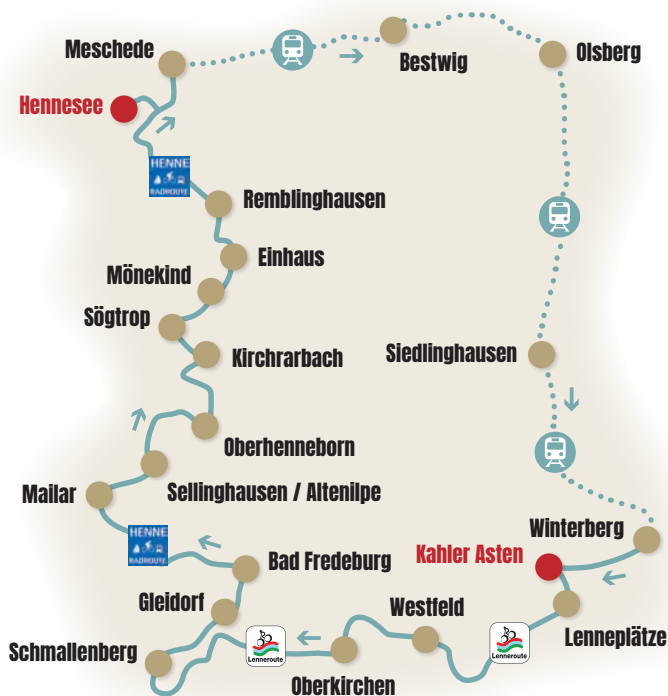 Meschede
Bestwig
Olsberg
Hennesee
HENNE
RADROUTE
Remblinghausen
Einhaus
Mönekind
Sögtrop
Kirchrarbach
Siedlinghausen
Oberhenneborn
Sellinghausen / Altenilpe
Mailar
HENNE
RADROUTE
Winterberg
Kahler Asten
Bad Fredeburg
Gleidorf
Westfeld
Lenneplätze
Schmallenberg
Lenneroute
Lenneroute
Oberkirchen